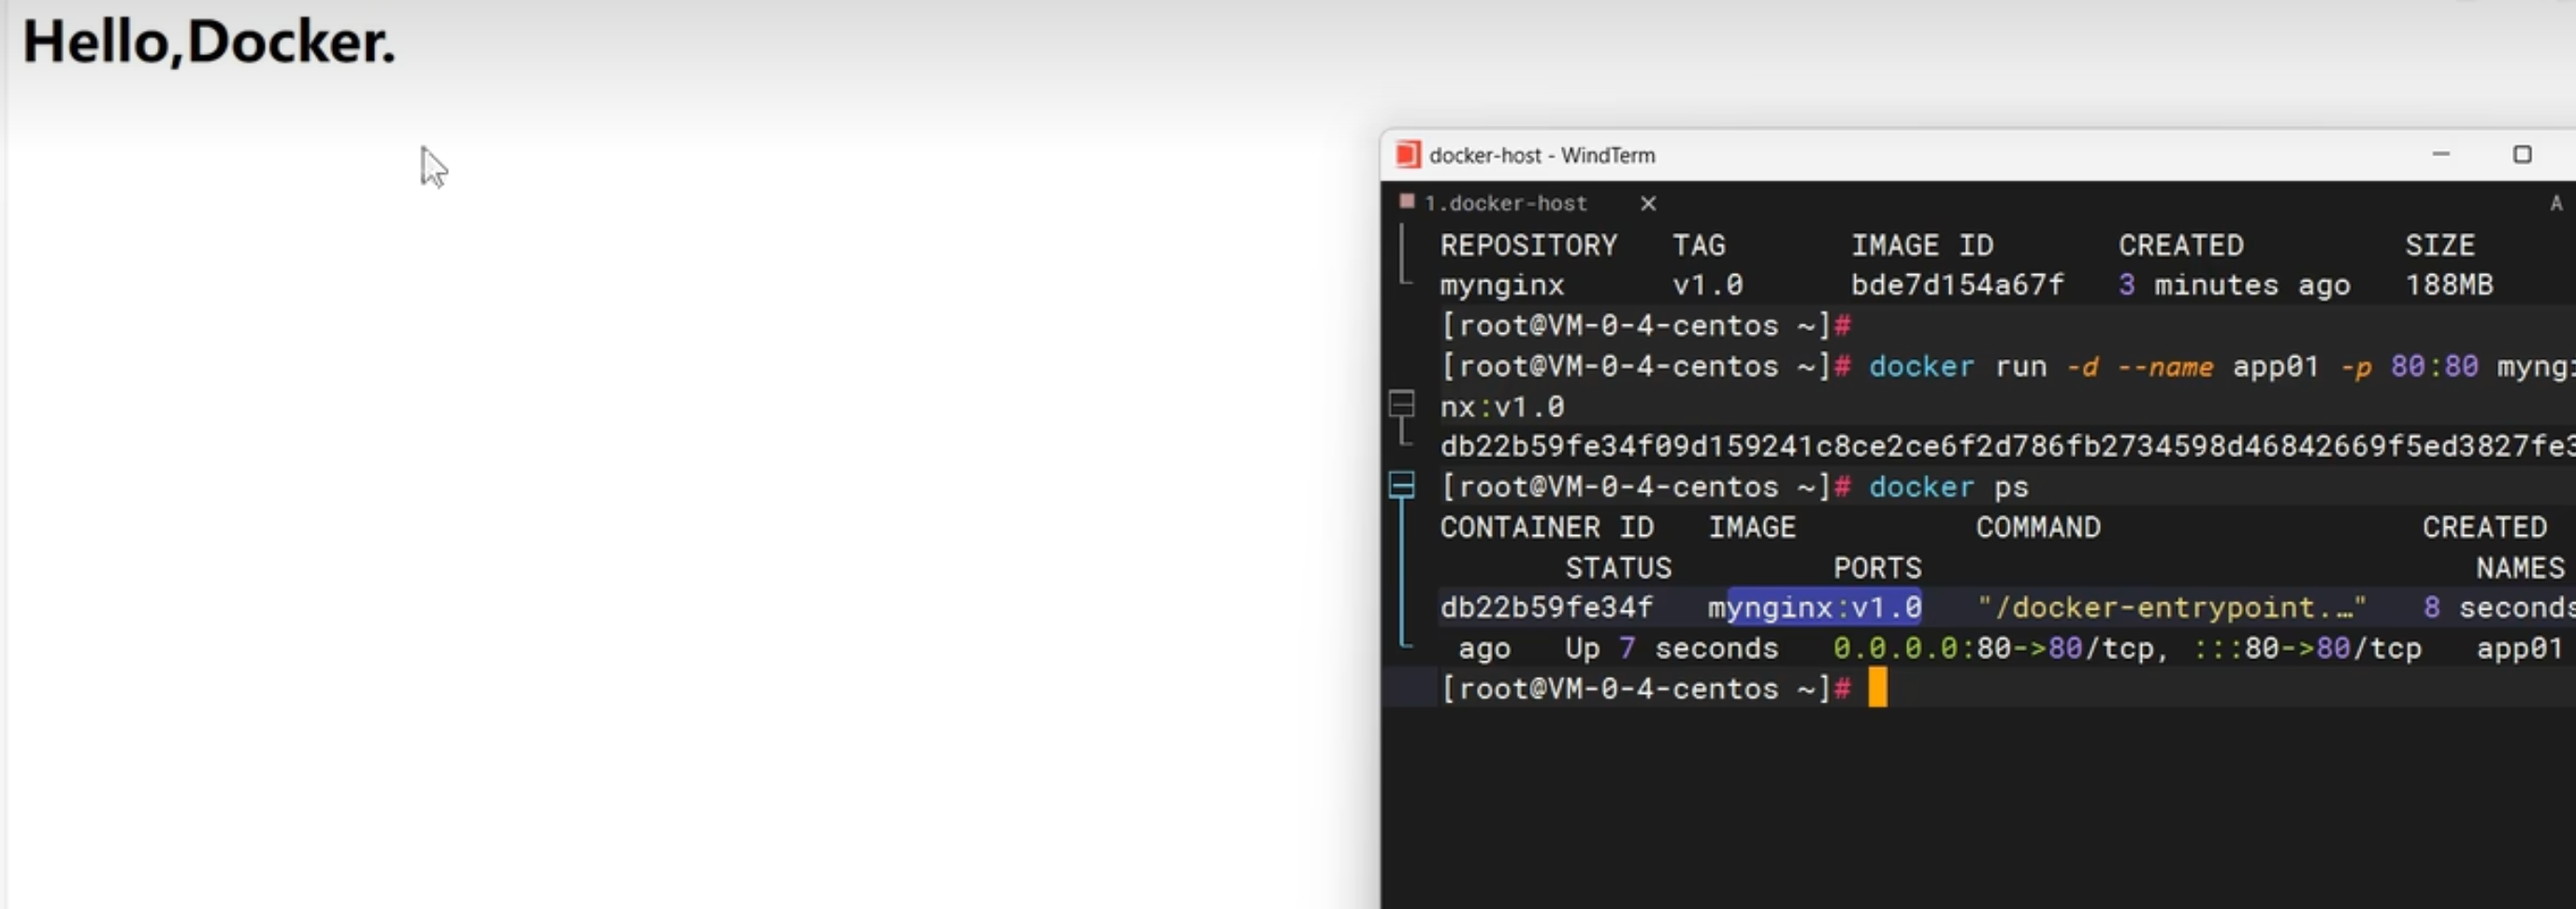 Hello,Docker.
docker-host - WindTerm
1.docker-host
A
REPOSITORY TAG IMAGE ID CREATED SIZE
mynginx v1.0 bde7d154a67f 3 minutes ago 188MB
[root@VM-0-4-centos ~]#
[root@VM-0-4-centos ~]# docker run -d --name app01 -p 80:80 myngi
nx:v1.0
db22b59fe34f09d159241c8ce2ce6f2d786fb2734598d46842669f5ed3827fe3
[root@VM-0-4-centos ~]# docker ps
CONTAINER ID IMAGE COMMAND CREATED
STATUS PORTS NAMES
db22b59fe34f mynginx:v1.0 "/docker-entrypoint.…" 8 seconds
ago Up 7 seconds 0.0.0.0:80->80/tcp, :::80->80/tcp app01
[root@VM-0-4-centos ~]#